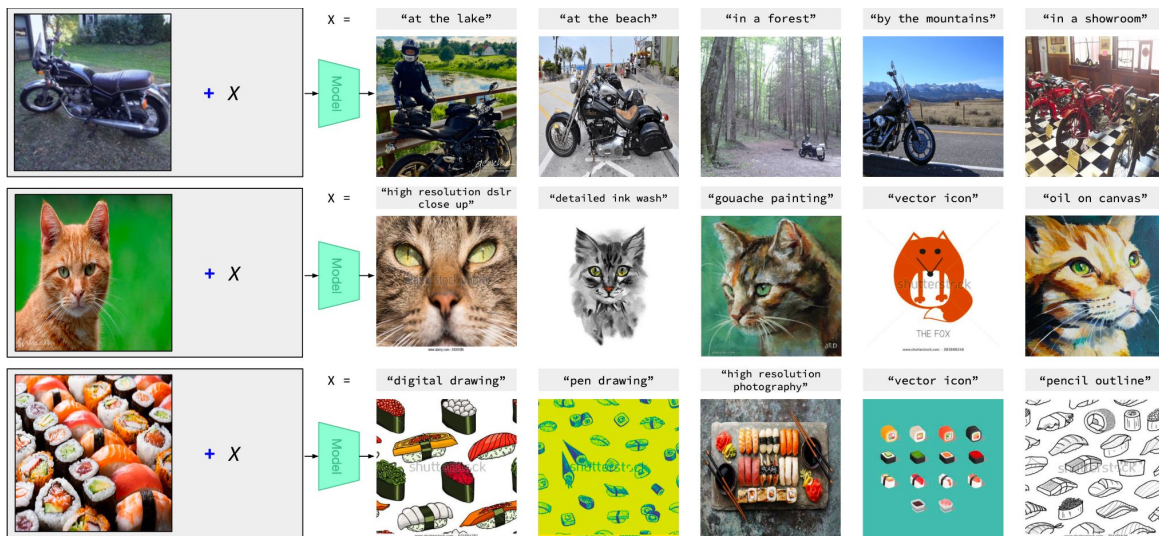 X = “at the lake” “at the beach” “in a forest” “by the mountains” “in a showroom”
+ X
Model
X = “high resolution dslr
close up” “detailed ink wash” “gouache painting” “vector icon” “oil on canvas”
+ X
Model
shutterstock
THE FOX
X = “digital drawing” “pen drawing” “high resolution
photography” “vector icon” “pencil outline”
+ X
Model
shutterstock
shutterstock
shutterstock